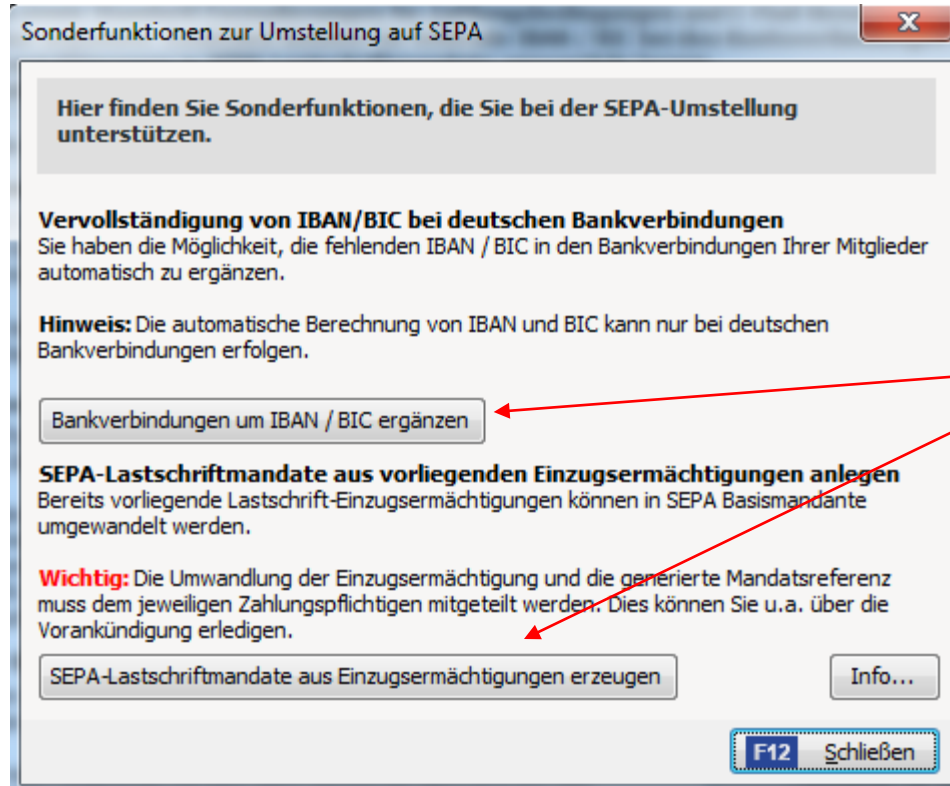 Sonderfunktionen zur Umstellung auf SEPA
Hier finden Sie Sonderfunktionen, die Sie bei der SEPA-Umstellung
unterstützen.
Vervollständigung von IBAN/BIC bei deutschen Bankverbindungen
Sie haben die Möglichkeit, die fehlenden IBAN / BIC in den Bankverbindungen Ihrer Mitglieder
automatisch zu ergänzen.
Hinweis: Die automatische Berechnung von IBAN und BIC kann nur bei deutschen
Bankverbindungen erfolgen.
Bankverbindungen um IBAN / BIC ergänzen
SEPA-Lastschriftmandate aus vorliegenden Einzugsermächtigungen anlegen
Bereits vorliegende Lastschrift-Einzugsermächtigungen können in SEPA Basismandante
umgewandelt werden.
Wichtig: Die Umwandlung der Einzugsermächtigung und die generierte Mandatsreferenz
muss dem jeweiligen Zahlungspflichtigen mitgeteilt werden. Dies können Sie u.a. über die
Vorankündigung erledigen.
SEPA-Lastschriftmandate aus Einzugsermächtigungen erzeugen
Info...
F12 Schließen